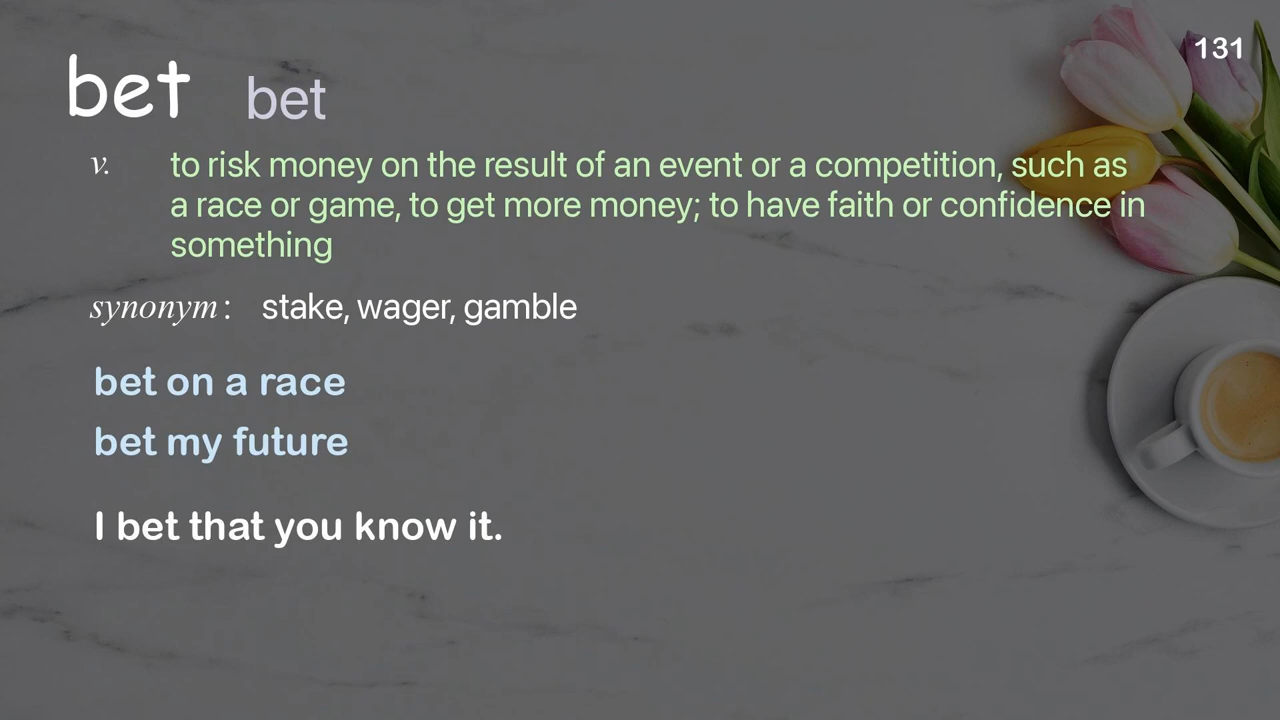 131
bet bet
v. to risk money on the result of an event or a competition, such as
a race or game, to get more money; to have faith or confidence in
something
synonym : stake, wager, gamble
bet on a race
bet my future
I bet that you know it.